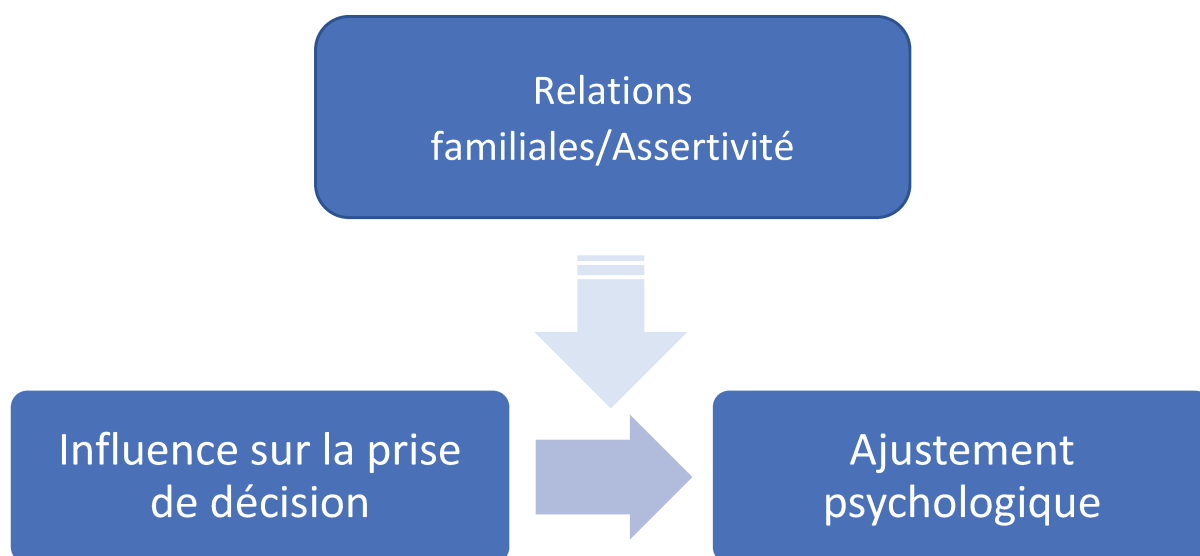 Relations
familiales/Assertivité
Influence sur la prise
de décision
Ajustement
psychologique